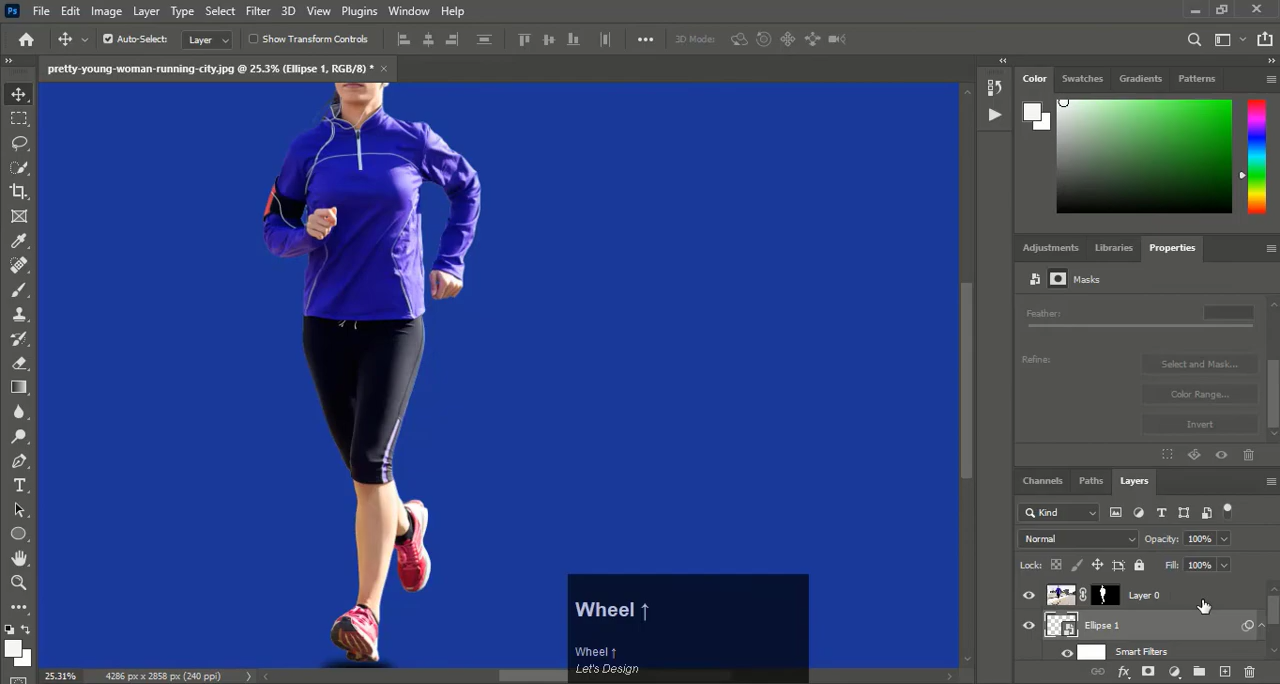 Ps File Edit Image Layer Type Select Filter 3D View Plugins Window Help
Auto-Select: Layer Show Transform Controls 3D Mode:
pretty-young-woman-running-city.jpg @ 25.3% (Ellipse 1, RGB/8) *
Color Swatches Gradients Patterns
Adjustments Libraries Properties
Masks
Feather:
Refine:
Select and Mask...
Color Range...
Invert
Channels Paths Layers
Kind
Normal Opacity: 100%
Lock: Fill: 100%
Layer 0
Ellipse 1
Smart Filters
Wheel ↑
Wheel ↑
Let's Design
25.31% 4286 px x 2858 px (240 ppi)